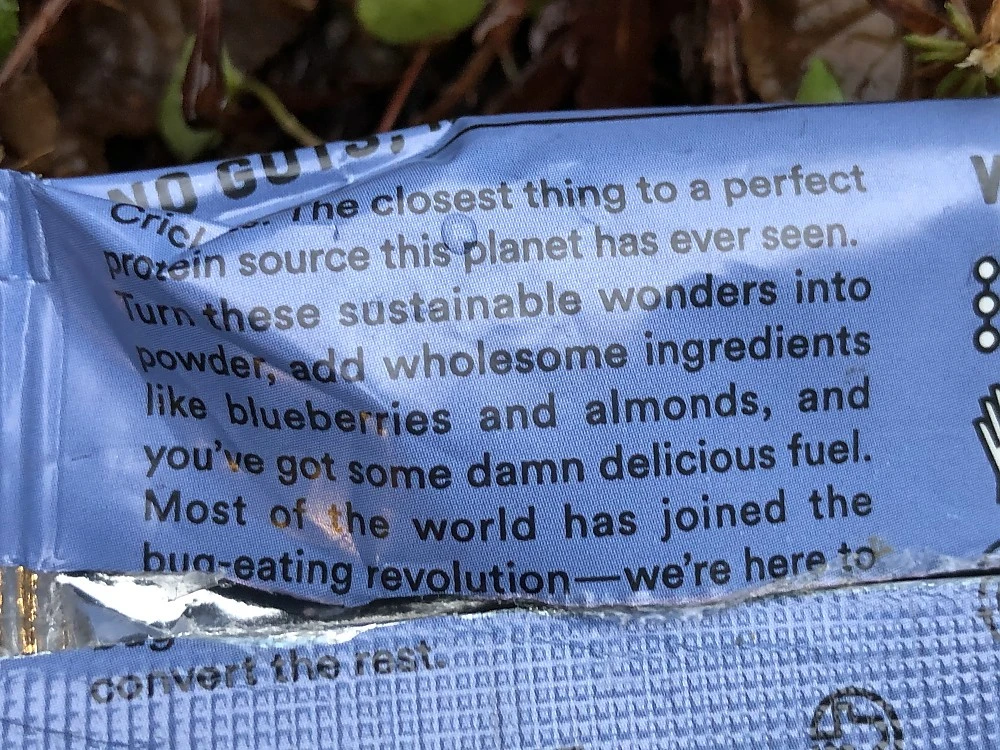 NO GUTS,
The closest thing to a perfect
protein source this planet has ever seen.
Turn these sustainable wonders into
powder, add wholesome ingredients
like blueberries and almonds, and
you've got some damn delicious fuel.
Most of the world has joined the
bug-eating revolution—we're here to
convert the rest.